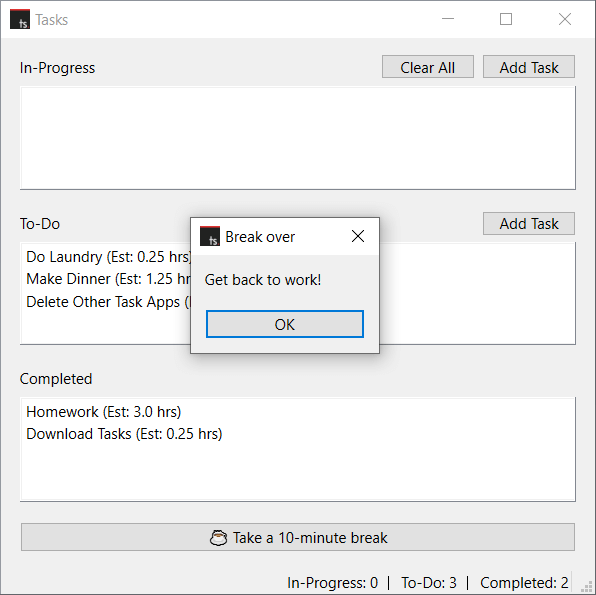 ts Tasks
In-Progress
Clear All
Add Task
To-Do
Add Task
Do Laundry (Est: 0.25 hrs)
Make Dinner (Est: 1.25 hr
Delete Other Task Apps (
ts Break over
Get back to work!
OK
Completed
Homework (Est: 3.0 hrs)
Download Tasks (Est: 0.25 hrs)
Take a 10-minute break
In-Progress: 0 | To-Do: 3 | Completed: 2